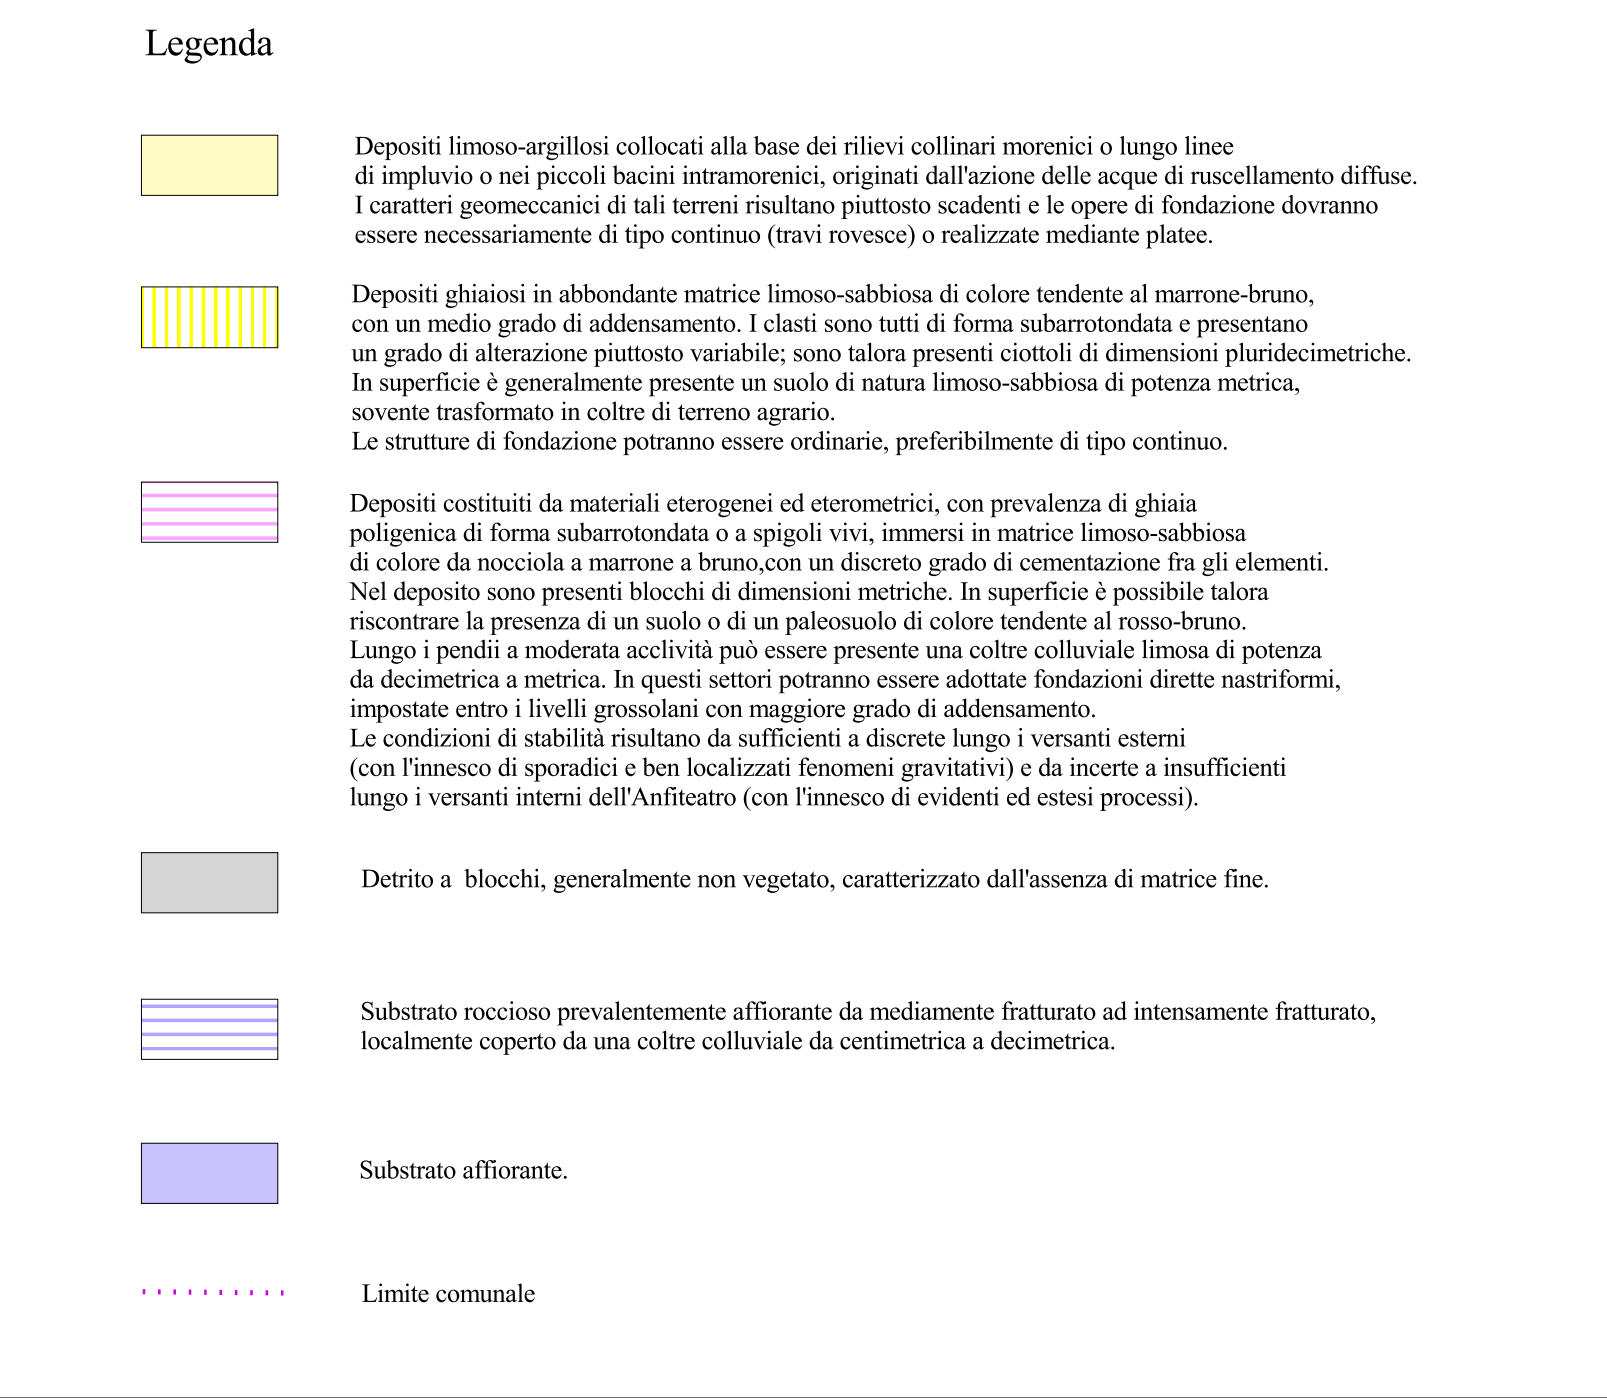 Legenda
Depositi limoso-argillosi collocati alla base dei rilievi collinari morenici o lungo linee
di impluvio o nei piccoli bacini intramorenici, originati dall'azione delle acque di ruscellamento diffuse.
I caratteri geomeccanici di tali terreni risultano piuttosto scadenti e le opere di fondazione dovranno
essere necessariamente di tipo continuo (travi rovesce) o realizzate mediante platee.
Depositi ghiaiosi in abbondante matrice limoso-sabbiosa di colore tendente al marrone-bruno,
con un medio grado di addensamento. I clasti sono tutti di forma subarrotondata e presentano
un grado di alterazione piuttosto variabile; sono talora presenti ciottoli di dimensioni pluridecimetriche.
In superficie è generalmente presente un suolo di natura limoso-sabbiosa di potenza metrica,
sovente trasformato in coltre di terreno agrario.
Le strutture di fondazione potranno essere ordinarie, preferibilmente di tipo continuo.
Depositi costituiti da materiali eterogenei ed eterometrici, con prevalenza di ghiaia
poligenica di forma subarrotondata o a spigoli vivi, immersi in matrice limoso-sabbiosa
di colore da nocciola a marrone a bruno,con un discreto grado di cementazione fra gli elementi.
Nel deposito sono presenti blocchi di dimensioni metriche. In superficie è possibile talora
riscontrare la presenza di un suolo o di un paleosuolo di colore tendente al rosso-bruno.
Lungo i pendii a moderata acclività può essere presente una coltre colluviale limosa di potenza
da decimetrica a metrica. In questi settori potranno essere adottate fondazioni dirette nastriformi,
impostate entro i livelli grossolani con maggiore grado di addensamento.
Le condizioni di stabilità risultano da sufficienti a discrete lungo i versanti esterni
(con l'innesco di sporadici e ben localizzati fenomeni gravitativi) e da incerte a insufficienti
lungo i versanti interni dell'Anfiteatro (con l'innesco di evidenti ed estesi processi).
Detrito a  blocchi, generalmente non vegetato, caratterizzato dall'assenza di matrice fine.
Substrato roccioso prevalentemente affiorante da mediamente fratturato ad intensamente fratturato,
localmente coperto da una coltre colluviale da centimetrica a decimetrica.
Substrato affiorante.
Limite comunale